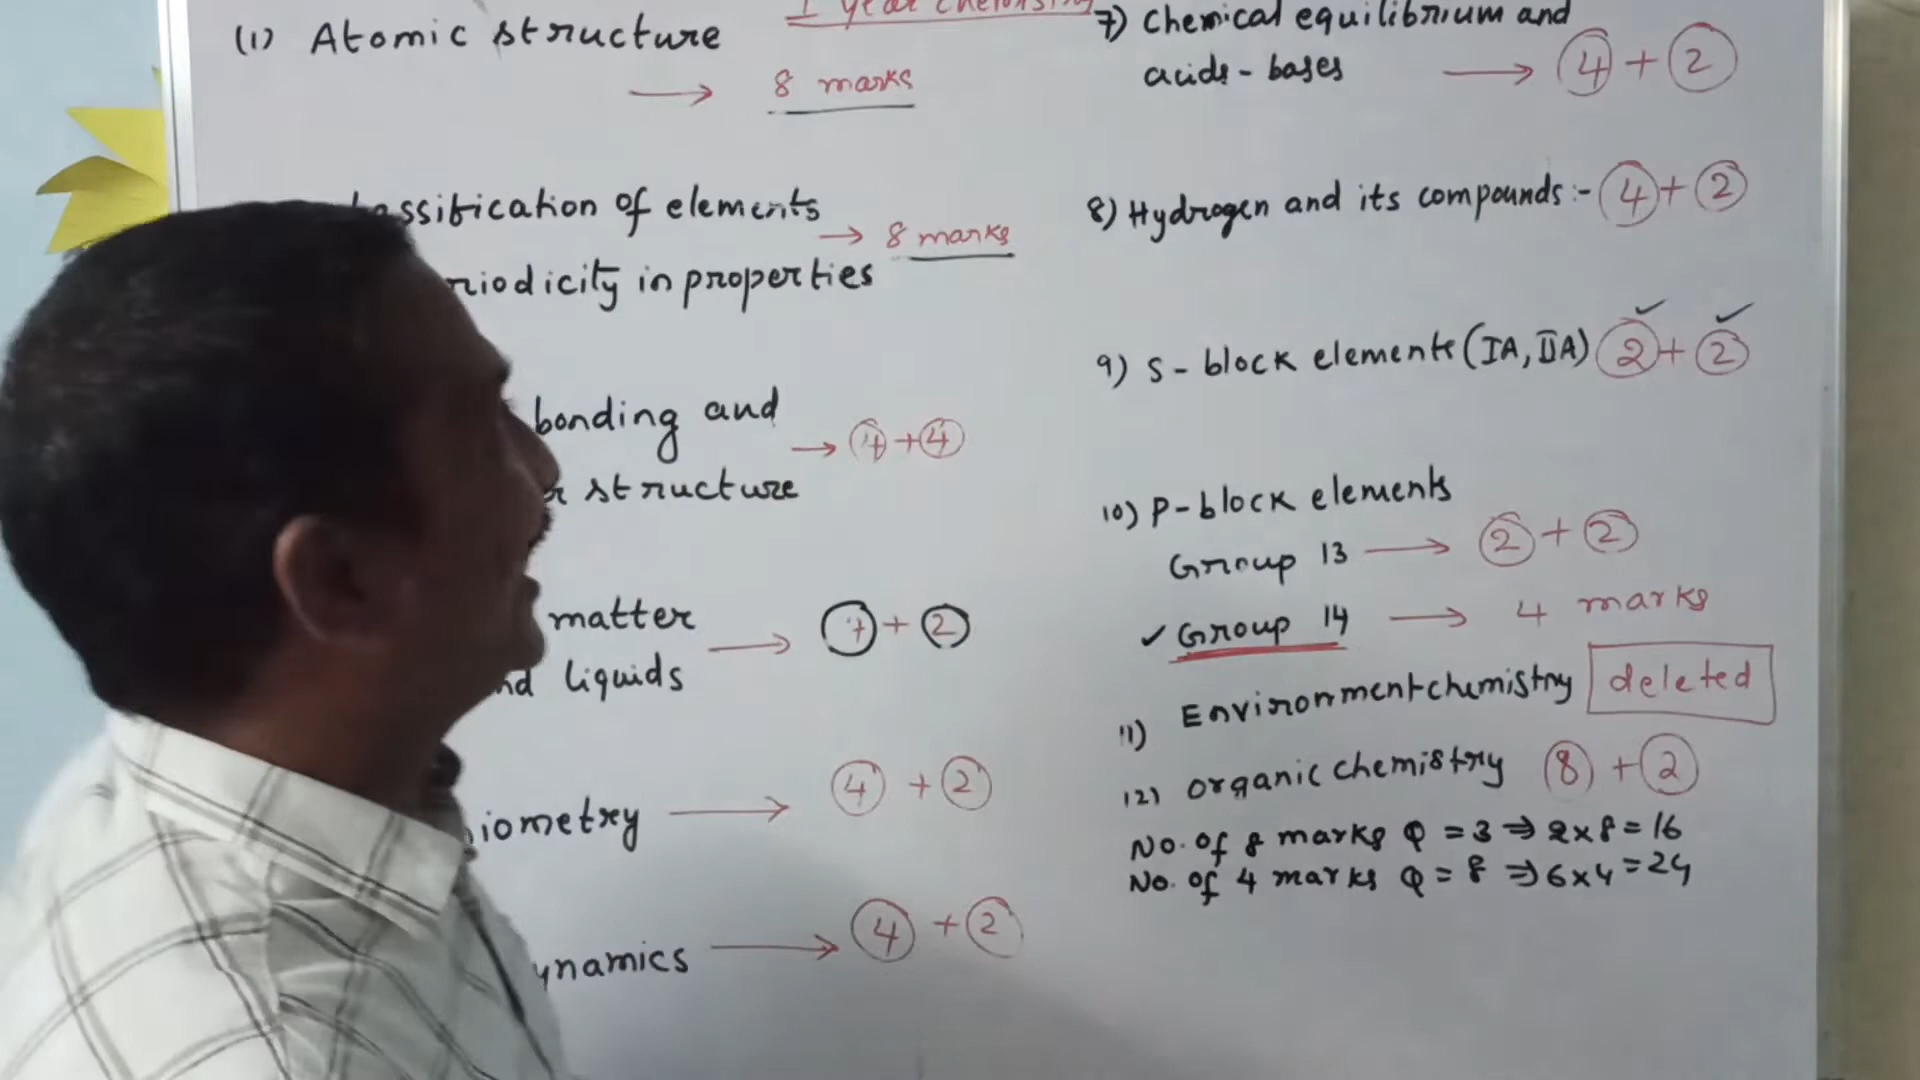 I year chemistry
(1) Atomic structure
→ 8 marks
assification of elements
→ 8 marks
riodicity in properties
bonding and
→ 4 + 4
structure
matter
→ + 2
nd liquids
iometry → 4 + 2
ynamics → 4 + 2
7) chemical equilibrium and
acids - bases → 4 + 2
8) Hydrogen and its compounds :- 4 + 2
9) S - block elements (IA, IIA) 2 + 2
10) P - block elements
Group 13 → 2 + 2
✓ Group 14 → 4 marks
11) Environmentchemistry deleted
12) organic chemistry 8 + 2
No. of 8 marks Q = 3 ⇒ 2 x 8 = 16
No. of 4 marks Q = 8 ⇒ 6 x 4 = 24